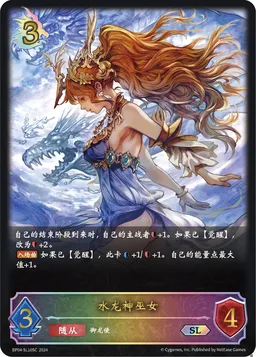 3
自己的结束阶段到来时，自己的主战者+1。如果已【觉醒】，
改为+2。
入场曲 如果已【觉醒】，此卡+1/+1。自己的能量点最大
值+1。
水龙神巫女
3
随从 御龙使
SL
4
© Cygames, Inc. Published by NetEase Games